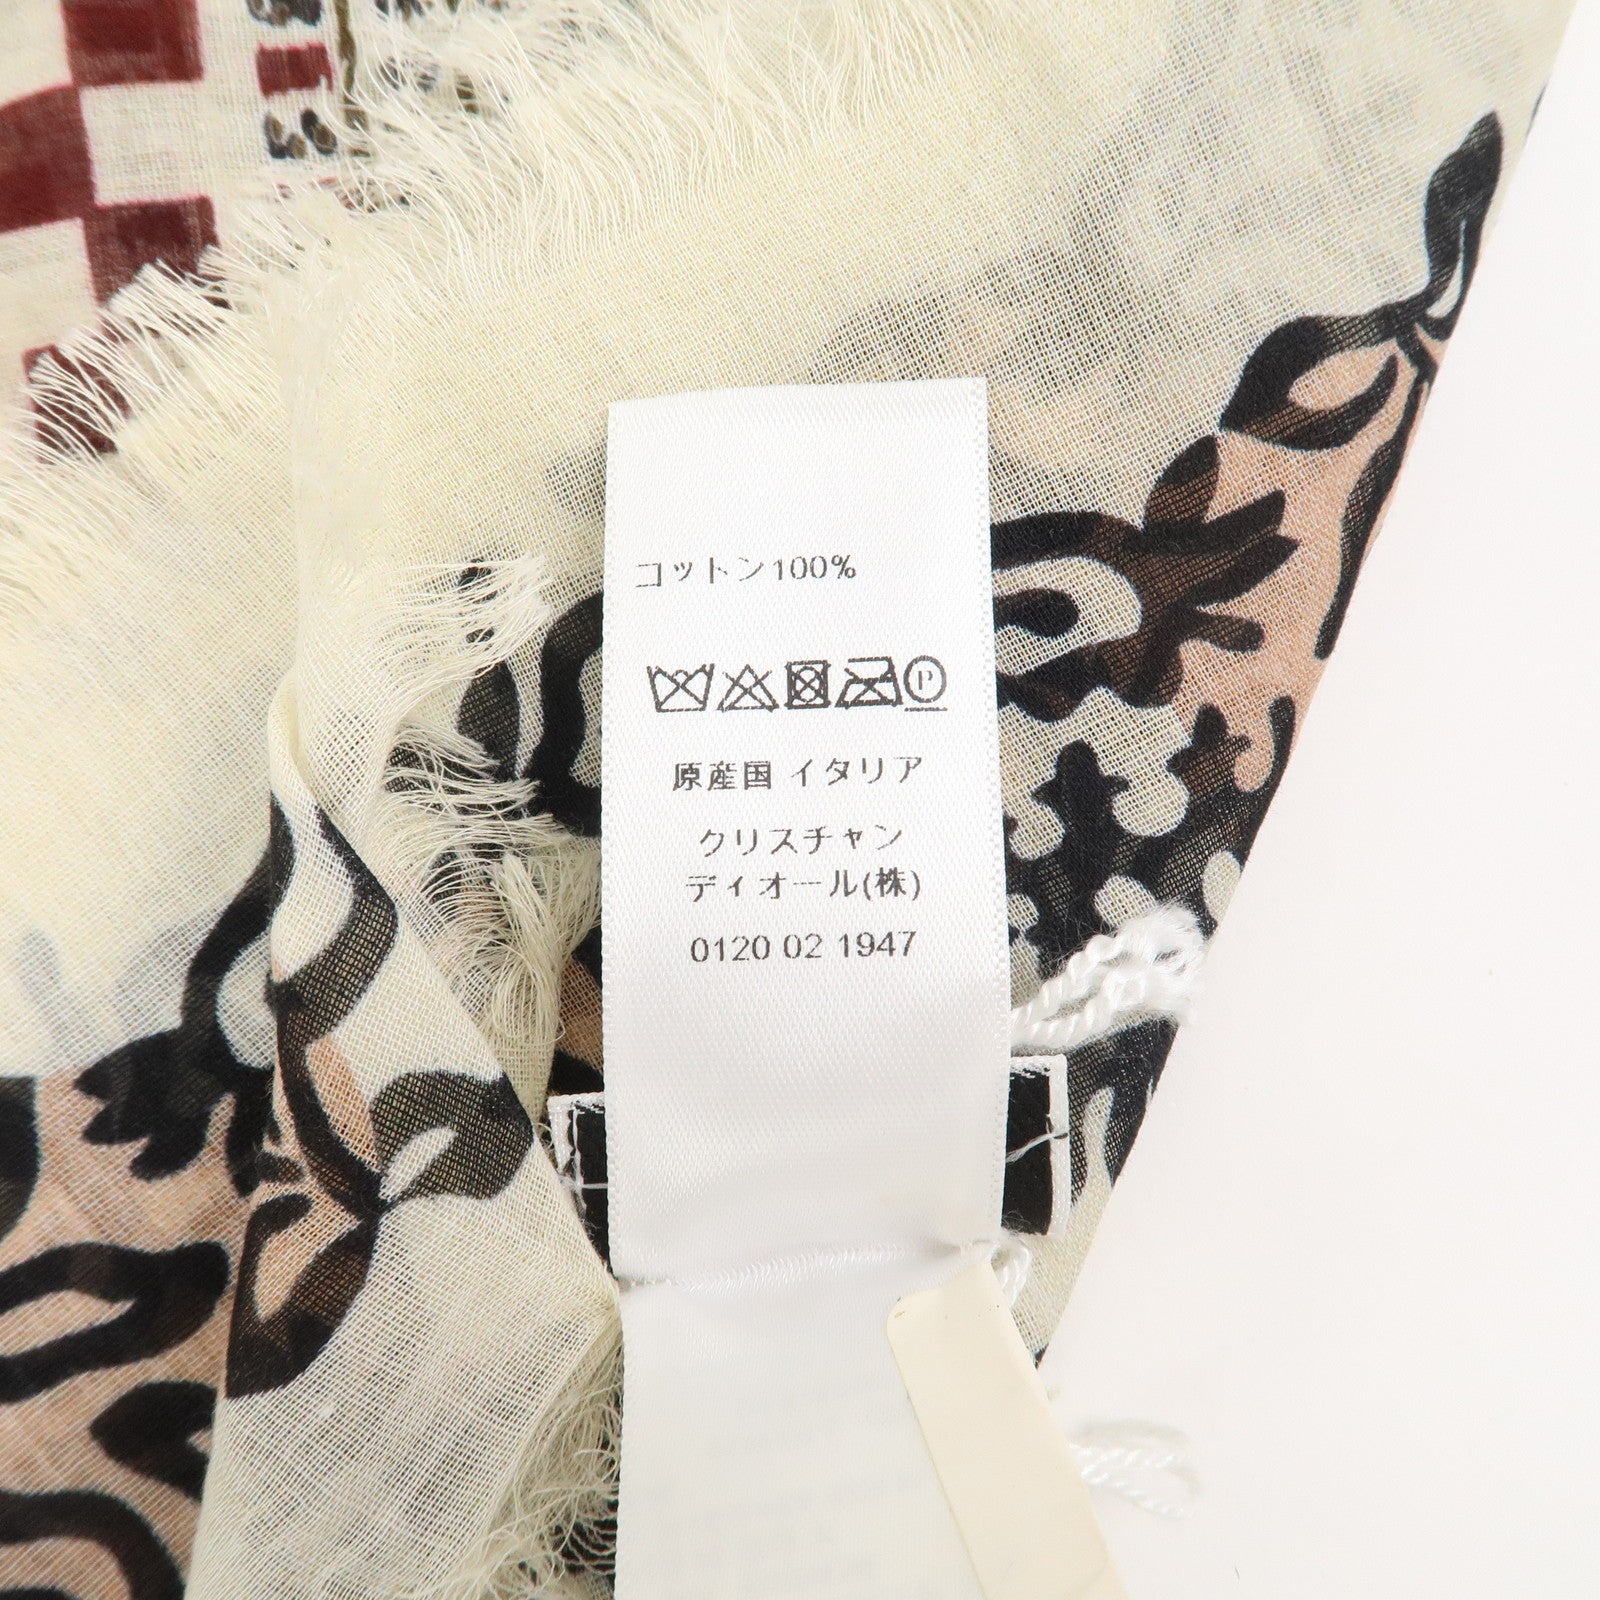 コットン100%
P
原産国 イタリア
クリスチャン
ディオール(株)
0120 02 1947